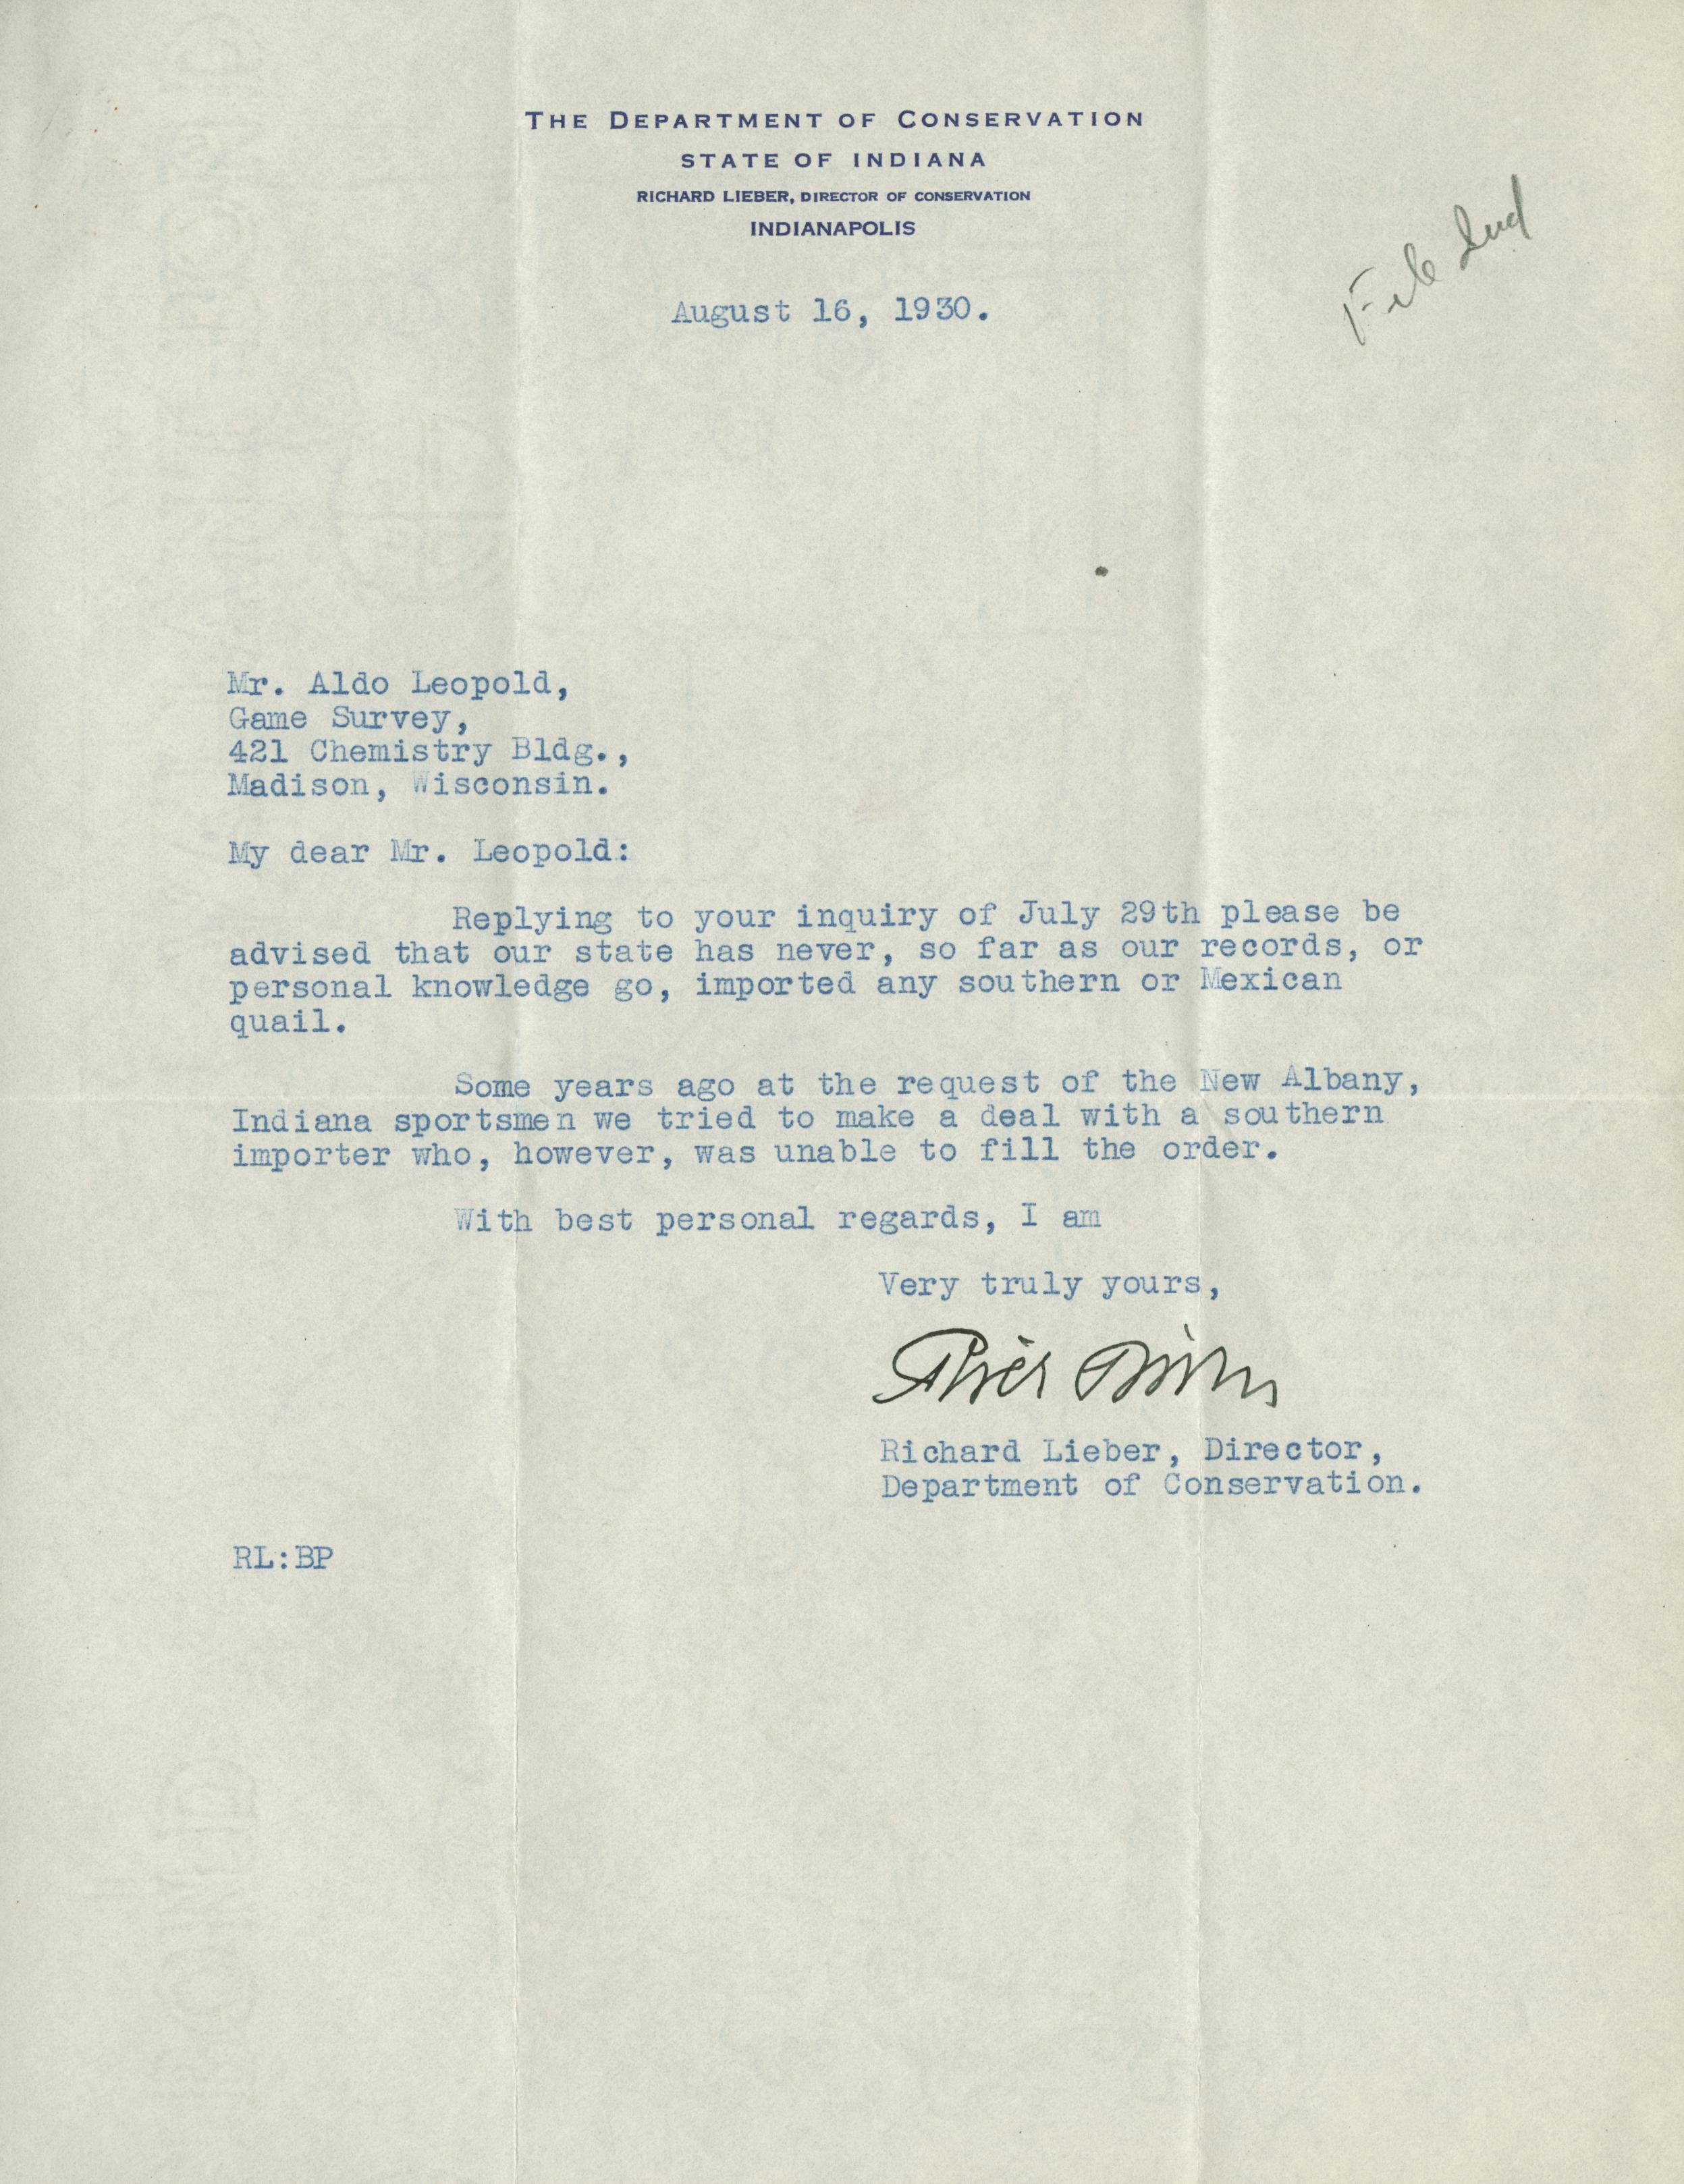 THE DEPARTMENT OF CONSERVATION
STATE OF INDIANA
RICHARD LIEBER, DIRECTOR OF CONSERVATION
INDIANAPOLIS
File Ind
August 16, 1930.
Mr. Aldo Leopold,
Game Survey,
421 Chemistry Bldg.,
Madison, Wisconsin.
My dear Mr. Leopold:
Replying to your inquiry of July 29th please be
advised that our state has never, so far as our records, or
personal knowledge go, imported any southern or Mexican
quail.
Some years ago at the request of the New Albany,
Indiana sportsmen we tried to make a deal with a southern
importer who, however, was unable to fill the order.
With best personal regards, I am
Very truly yours,
Richard Lieber, Director,
Department of Conservation.
RL:BP